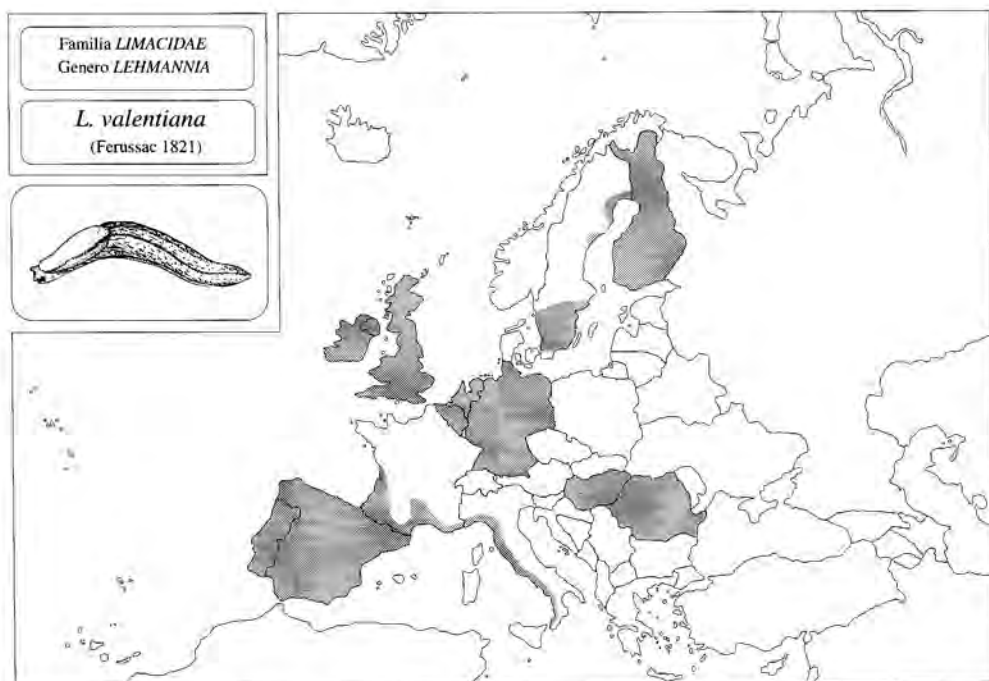 Familia LIMACIDAE
Genero LEHMANNIA
L. valentiana
(Ferussac 1821)